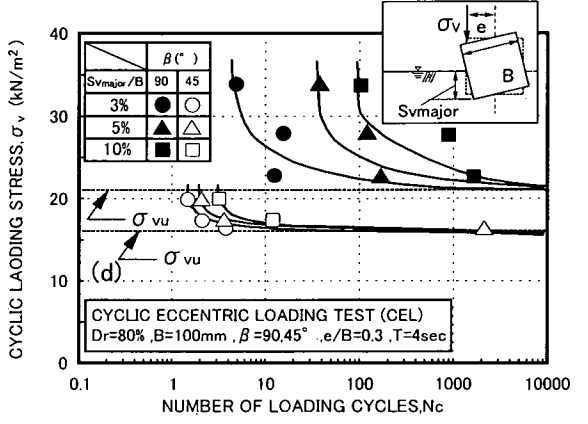 CYCLIC LAODING STRESS,σv (kN/m²)
40
30
20
10
0
β(°)
Svmajor/B 90 45
3%
5%
10%
σv e
B
Svmajor
σvu
σvu
(d)
CYCLIC ECCENTRIC LOADING TEST (CEL)
Dr=80% ,B=100mm ,β=90,45° ,e/B=0.3 ,T=4sec
0.1 1 10 100 1000 10000
NUMBER OF LOADING CYCLES,Nc